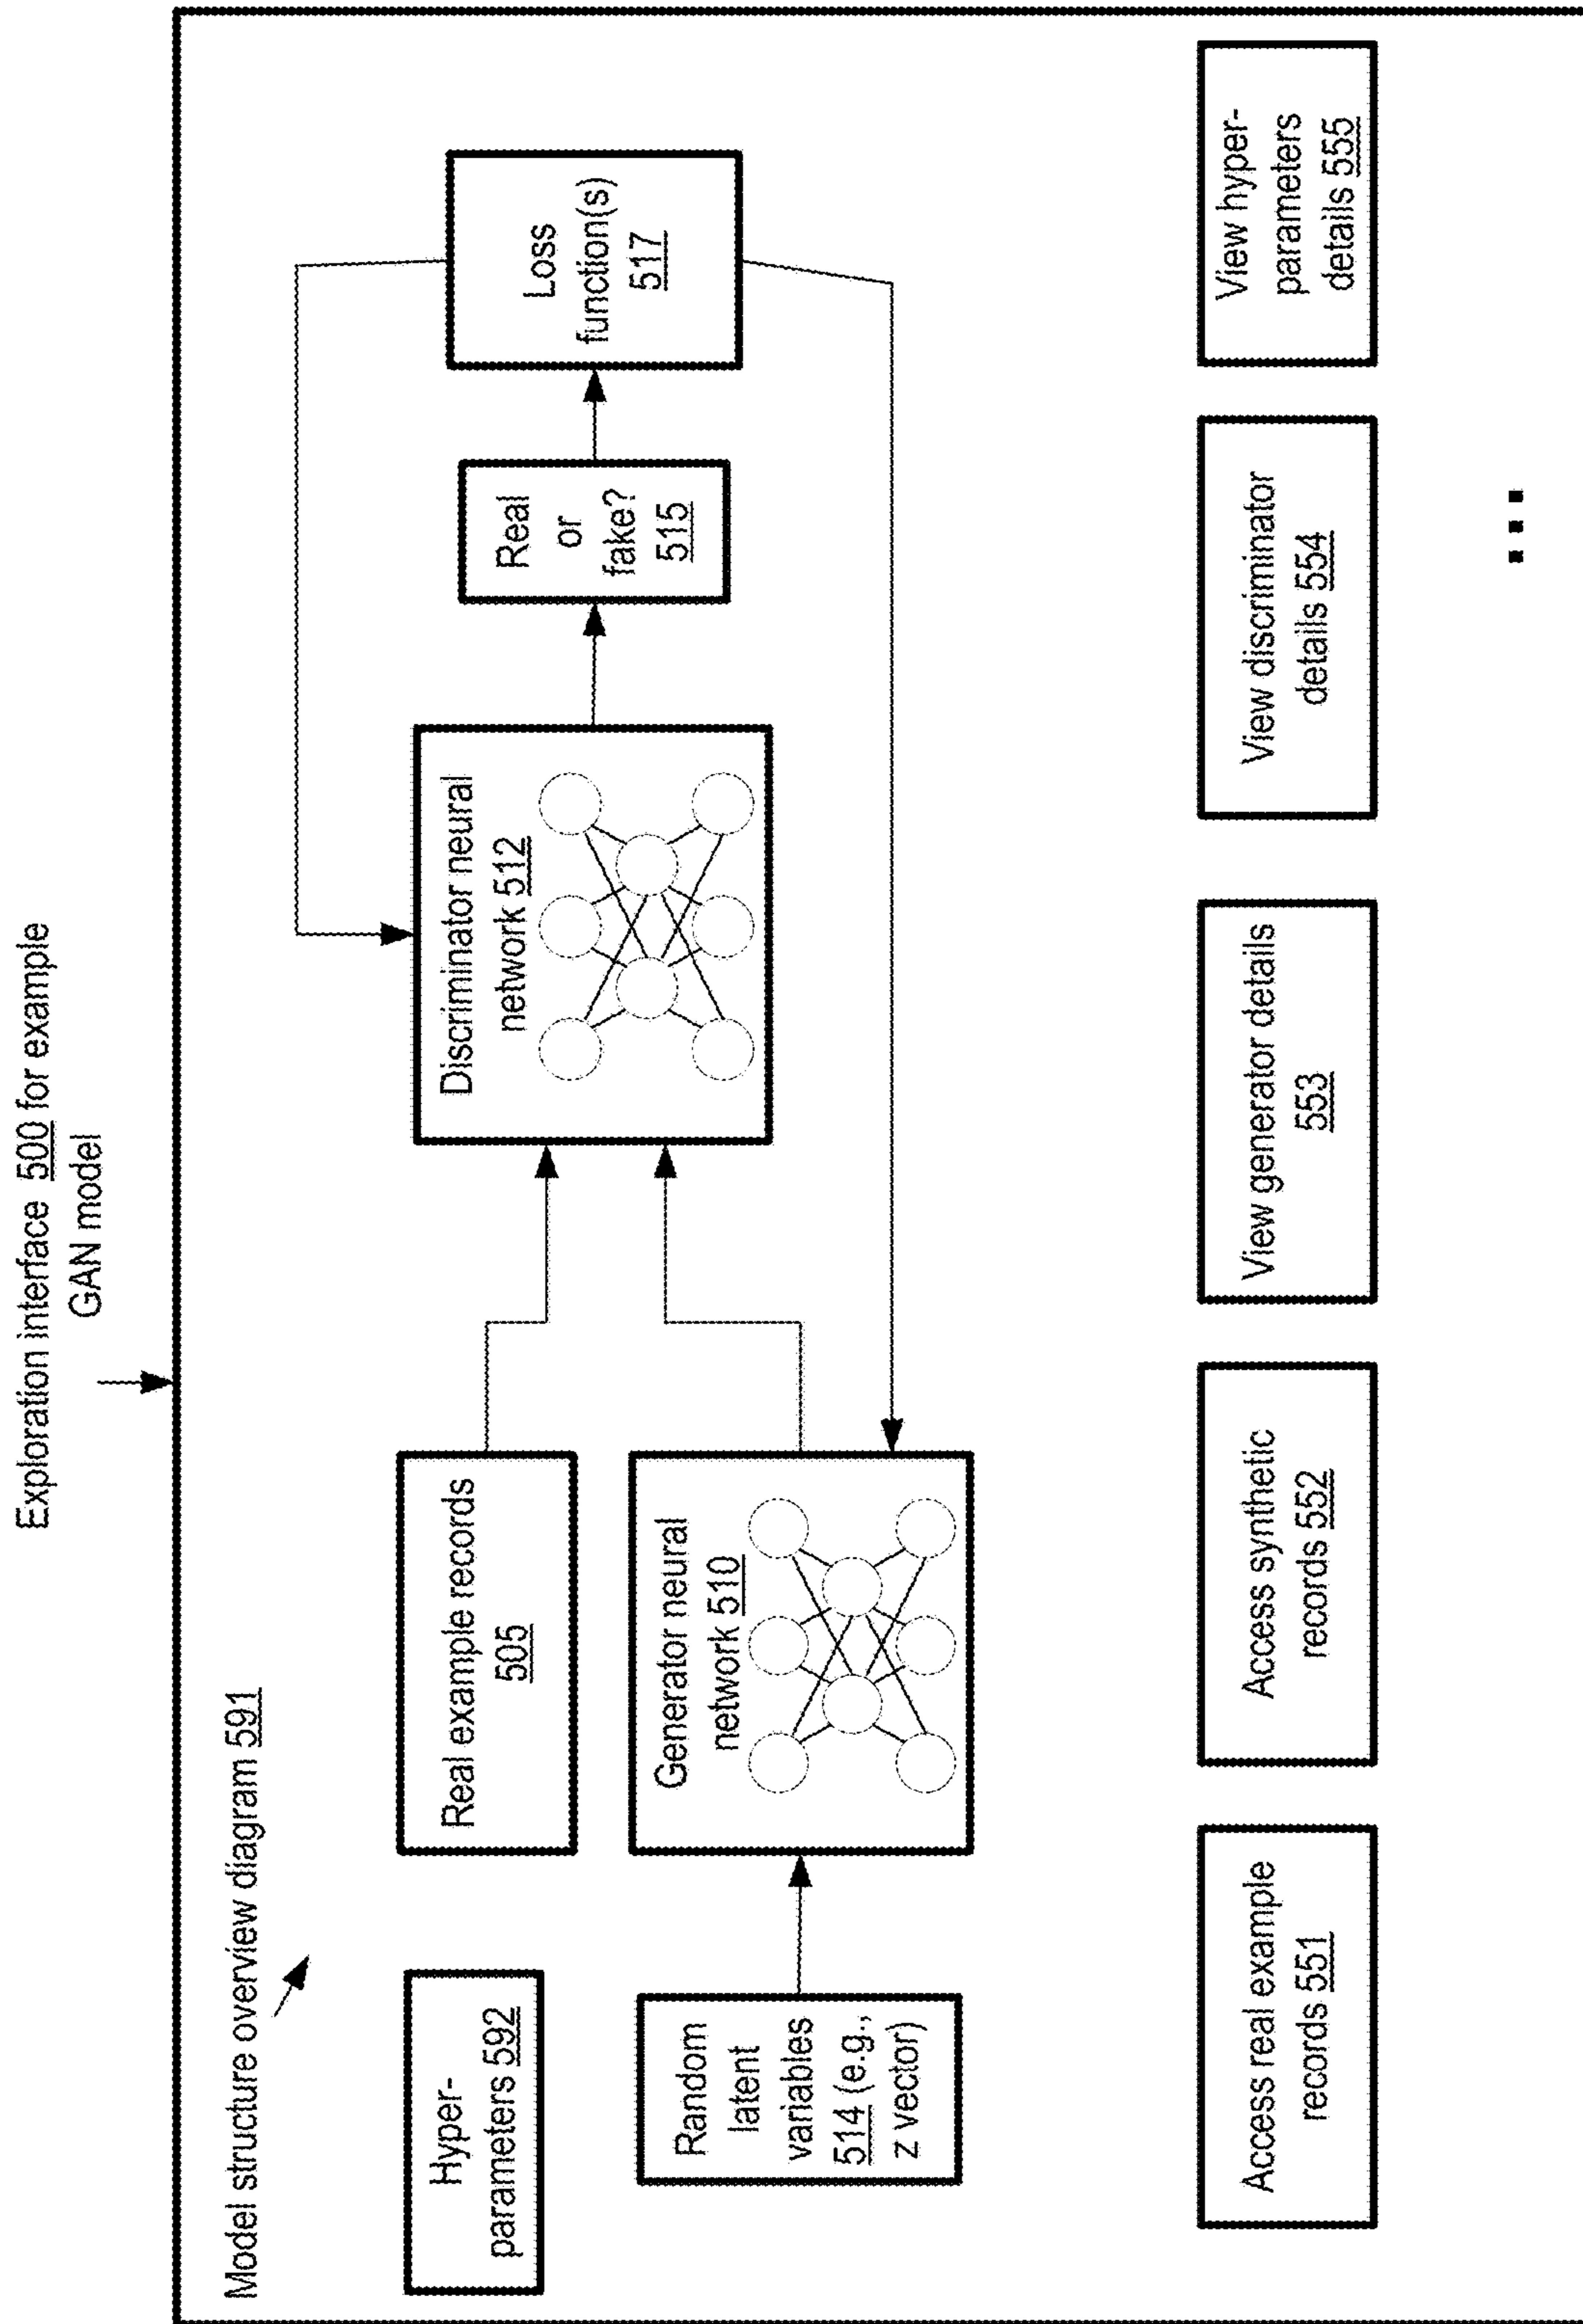 Exploration interface 500 for example
GAN model
Model structure overview diagram 591
Hyper-
parameters 592
Real example records
505
Random
latent
variables
514 (e.g.,
z vector)
Generator neural
network 510
Discriminator neural
network 512
Real
or
fake?
515
Loss
function(s)
517
Access real example
records 551
Access synthetic
records 552
View generator details
553
View discriminator
details 554
View hyper-
parameters
details 555
...